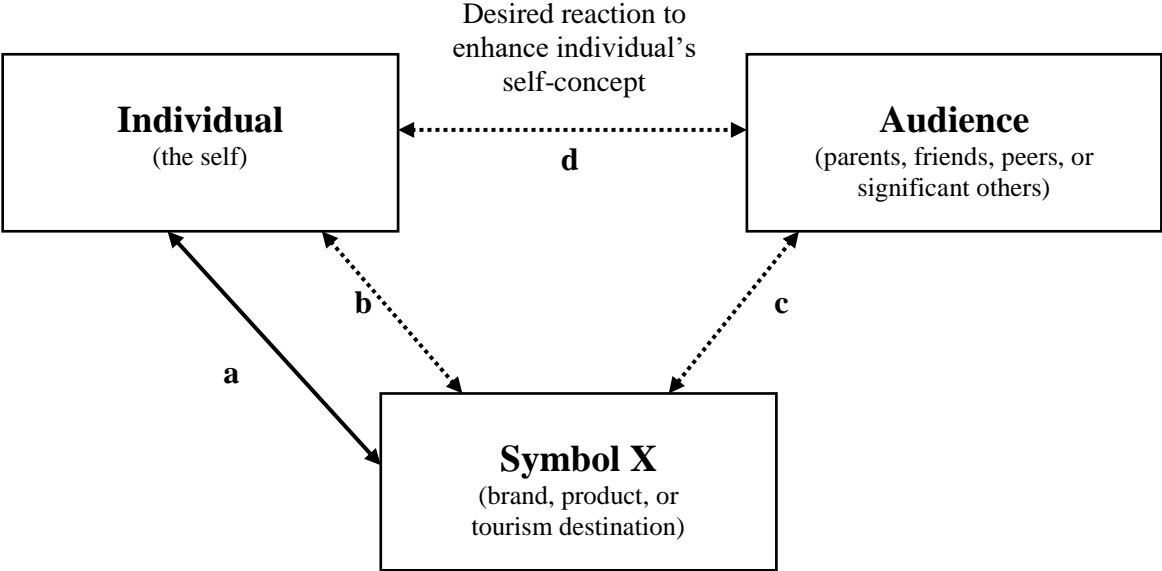 Desired reaction to
enhance individual’s
self-concept
Individual
(the self)
Audience
(parents, friends, peers, or
significant others)
d
b
c
a
Symbol X
(brand, product, or
tourism destination)